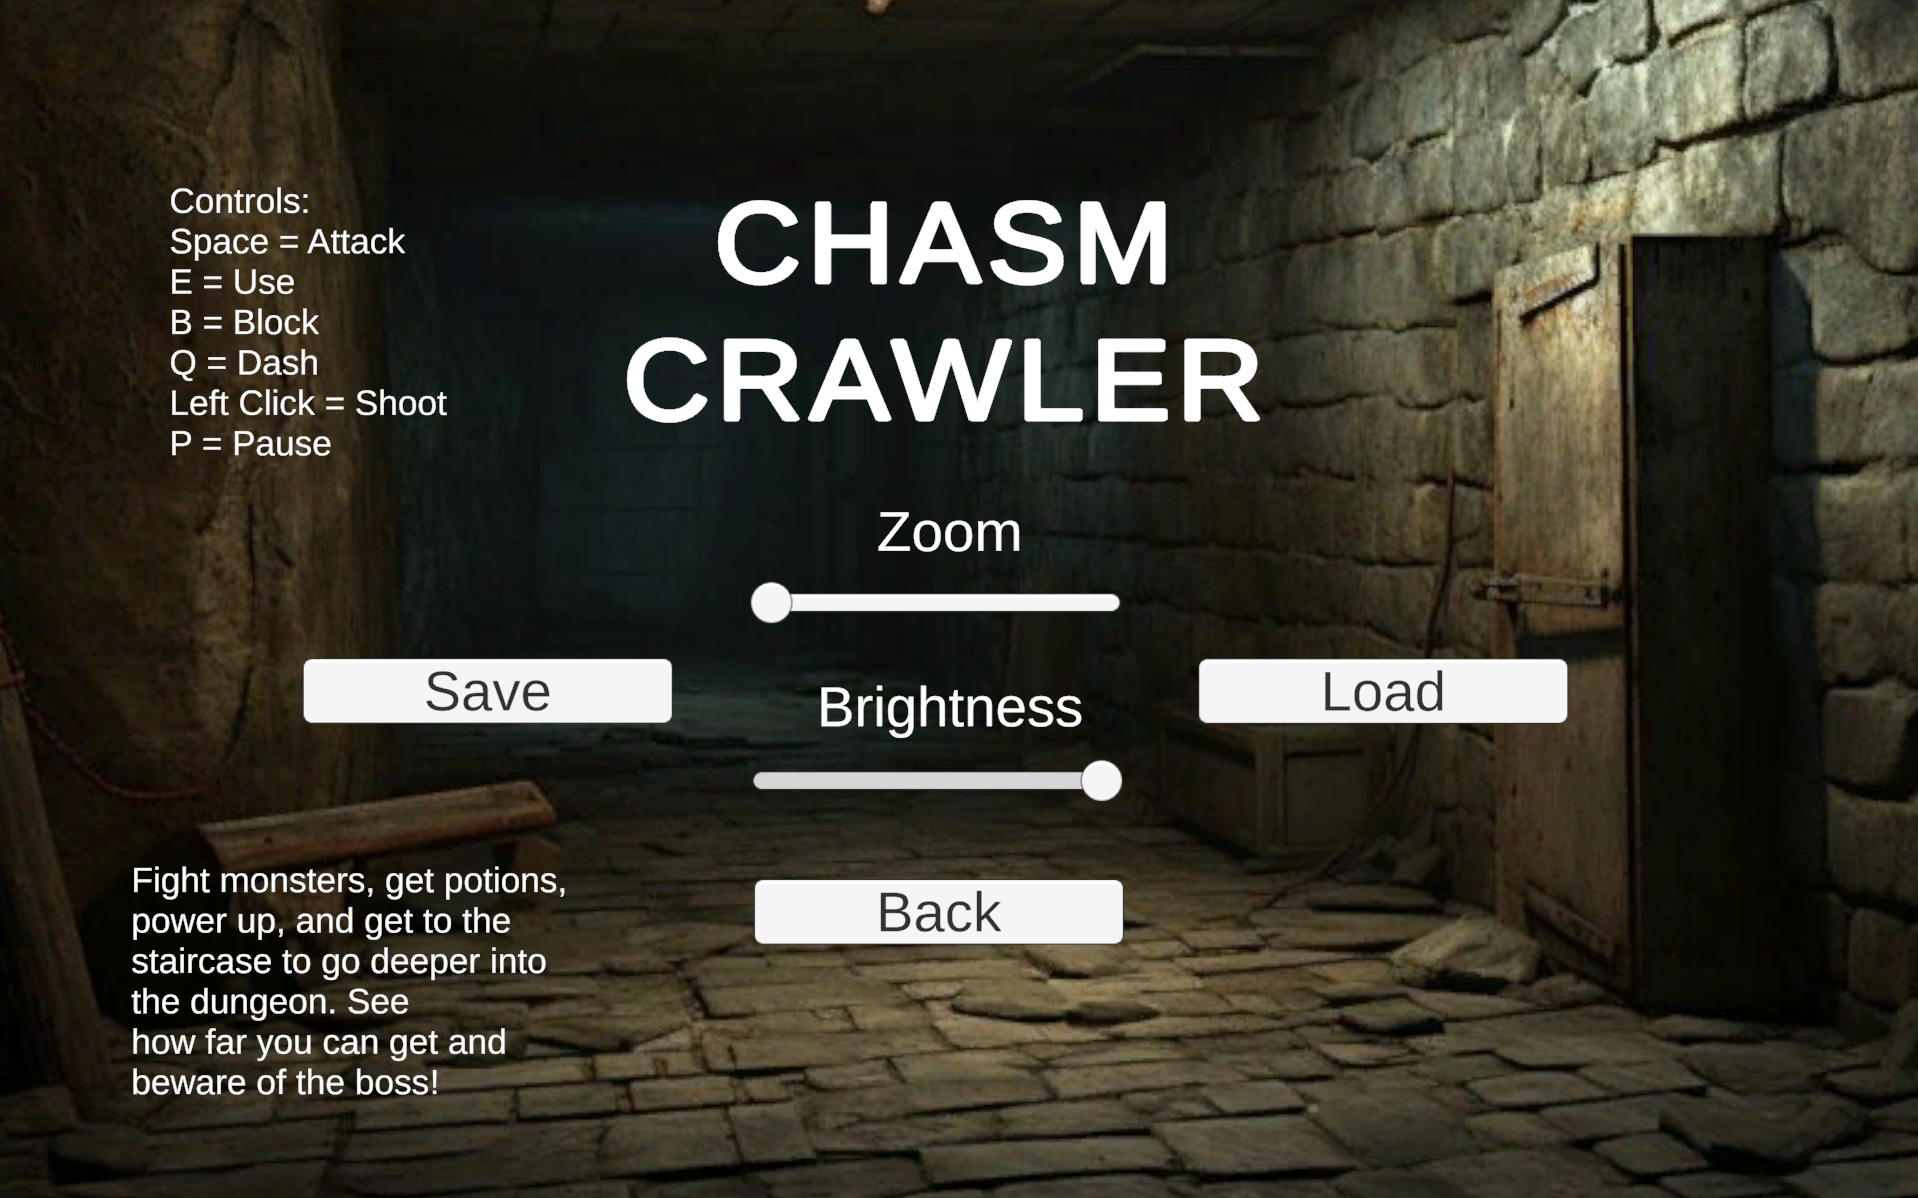 Controls:
Space = Attack
E = Use
B = Block
Q = Dash
Left Click = Shoot
P = Pause
CHASM
CRAWLER
Zoom
Save
Brightness
Load
Back
Fight monsters, get potions,
power up, and get to the
staircase to go deeper into
the dungeon. See
how far you can get and
beware of the boss!